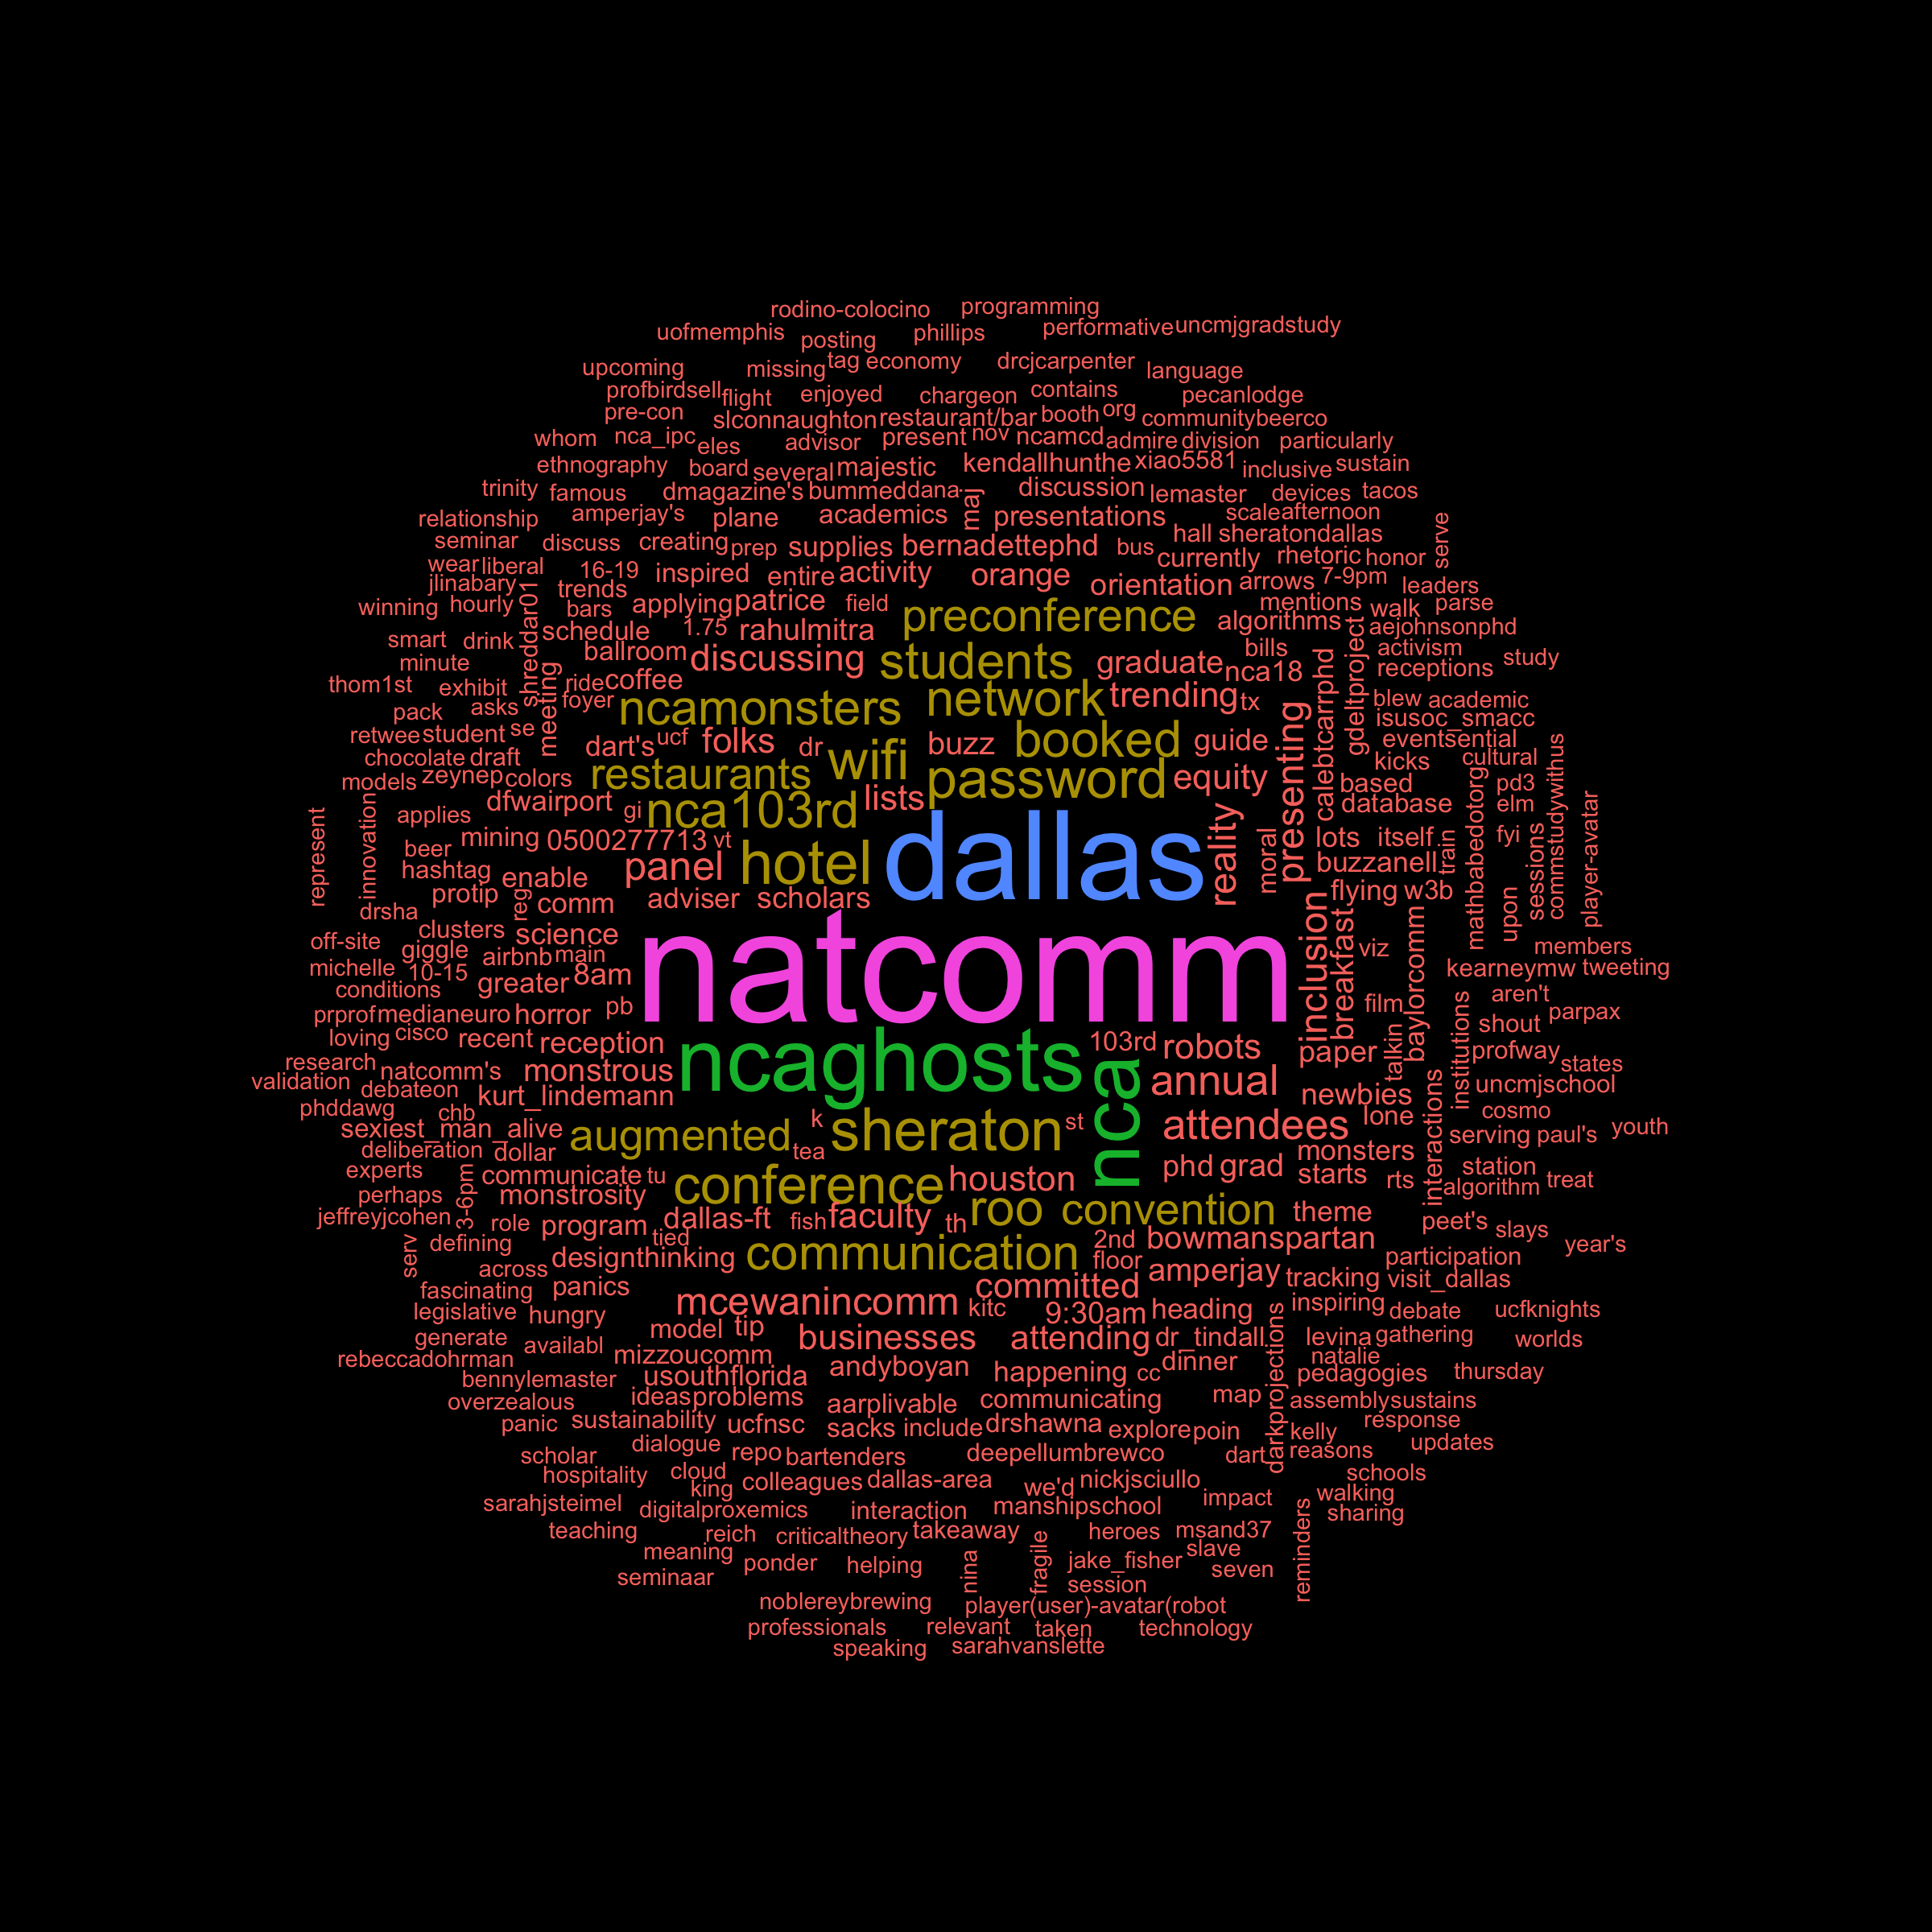 rodino-colocino programming
uofmemphis posting phillips performative uncmjgradstudy
upcoming missing tag economy drcjcarpenter language
profbirdsell flight enjoyed chargeon contains pecanlodge
pre-con slconnaughton restaurant/bar booth org communitybeerco
whom nca_ipc eles advisor present nov ncamcd admire division particularly
ethnography board several majestic kendallhunthe xiao5581 inclusive sustain
trinity famous dmagazine's bummed dana maj discussion lemaster devices tacos
relationship amperjay's plane academics presentations scale afternoon
seminar discuss creating prep supplies bernadettephd bus currently hall sheratondallas rhetoric honor serve
wear liberal 16-19 inspired entire activity orange orientation arrows 7-9pm leaders
jlinabary shreddar01 trends
winning hourly bars applying patrice field preconference algorithms mentions walk parse
smart drink schedule 1.75 rahulmitra gdeltproject aejohnsonphd
minute meeting ballroom discussing students graduate bills activism study
thom1st exhibit ride coffee nca18 calebtcarrphd receptions
pack asks foyer ncamonsters network trending tx presenting blew academic
retwee student se dart's ucf folks dr buzz booked guide isusoc_smacc
chocolate draft wifi eventsential kicks cultural commstudywithus
models zeynep colors restaurants password equity based mathbabedotorg pd3
represent innovation applies dfwairport gi nca103rd lists reality database elm player-avatar
beer mining 0500277713 vt dallas moral lots itself train fyi sessions
hashtag enable panel hotel buzzanell
protip reg comm adviser scholars flying w3b upon
drsha clusters science natcomm inclusion breakfast baylorcomm
off-site giggle airbnb main viz members
michelle 10-15 greater 8am kearneymw tweeting
conditions pb film aren't
prprof medianeuro horror institutions shout parpax
loving cisco recent reception ncaghosts nca 103rd robots paper talkin profway
research natcomm's monstrous annual states
validation debateon kurt_lindemann newbies interactions uncmjschool
phddawg chb k sheraton st attendees lone cosmo
sexiest_man_alive augmented serving paul's youth
deliberation dollar tea monsters
experts communicate tu conference houston phd grad starts rts station
perhaps 3-6pm monstrosity algorithm treat
jeffreyjcohen role program dallas-ft fish faculty th roo convention theme peet's slays
defining serv tied communication 2nd bowmanspartan year's
across designthinking floor participation
fascinating panics committed amperjay tracking visit_dallas
legislative hungry mcewanincomm kitc 9:30am heading inspiring debate ucfknights
generate availabl model tip businesses attending dr_tindall darkprojections levina gathering worlds
rebeccadohrman mizzoucomm andyboyan happening cc dinner natalie
bennylemaster usouthflorida pedagogies thursday
overzealous ideas problems aarplivable communicating map assembly sustains
panic sustainability ucfnsc sacks include drshawna explore poin kelly response
scholar dialogue repo bartenders deepellumbrewco dart reasons updates
hospitality cloud king colleagues dallas-area we'd nickjsciullo schools
sarahjsteimel digitalproxemics interaction manshipschool impact walking
teaching reich criticaltheory takeaway heroes msand37 reminders sharing
meaning ponder helping nina fragile jake_fisher slave
seminaar session seven
noblereybrewing player(user)-avatar(robot
professionals relevant taken technology
speaking sarahvanslette